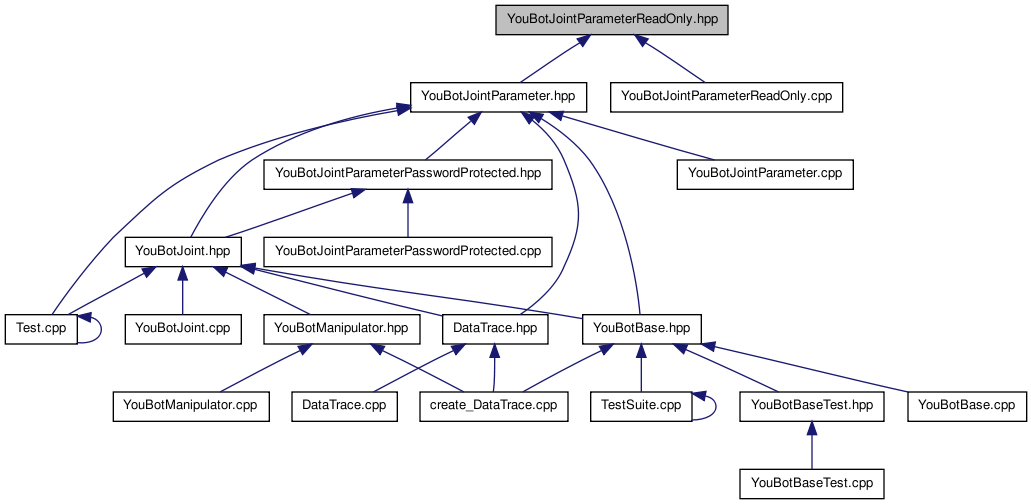 YouBotJointParameterReadOnly.hpp
YouBotJointParameter.hpp
YouBotJointParameterReadOnly.cpp
YouBotJointParameterPasswordProtected.hpp
YouBotJointParameter.cpp
YouBotJoint.hpp
YouBotJointParameterPasswordProtected.cpp
Test.cpp
YouBotJoint.cpp
YouBotManipulator.hpp
DataTrace.hpp
YouBotBase.hpp
YouBotManipulator.cpp
DataTrace.cpp
create_DataTrace.cpp
TestSuite.cpp
YouBotBaseTest.hpp
YouBotBase.cpp
YouBotBaseTest.cpp